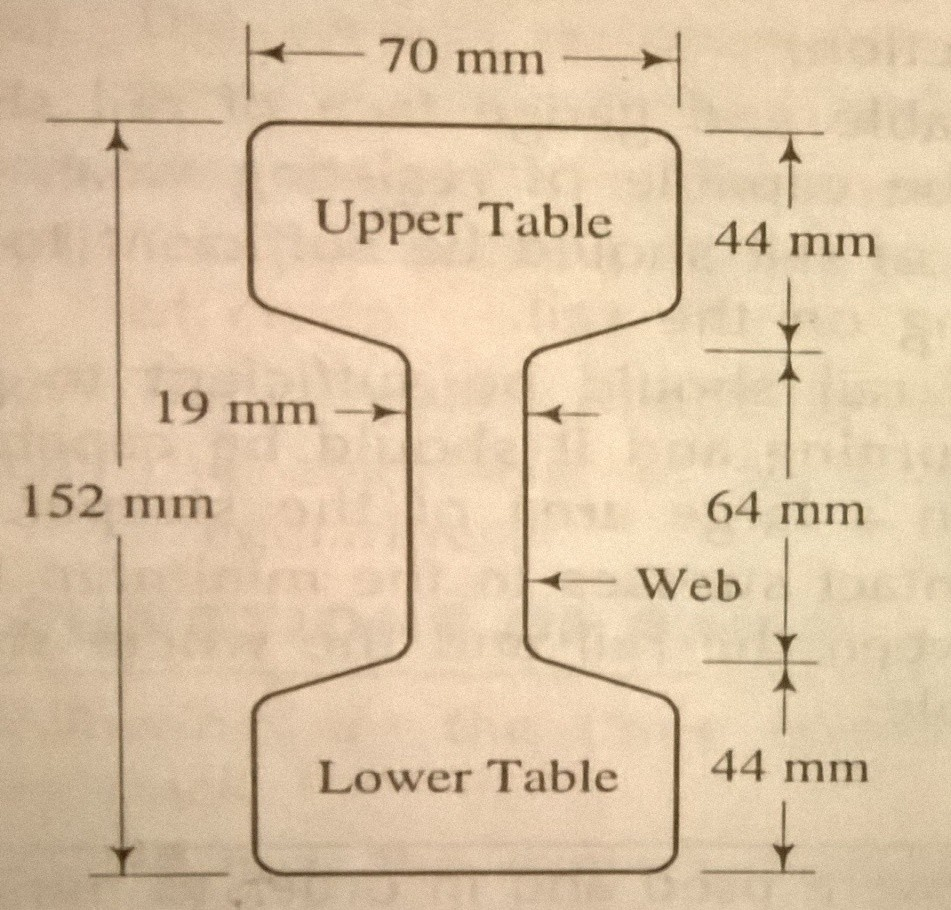 70 mm
Upper Table
44 mm
19 mm
152 mm
64 mm
Web
Lower Table
44 mm